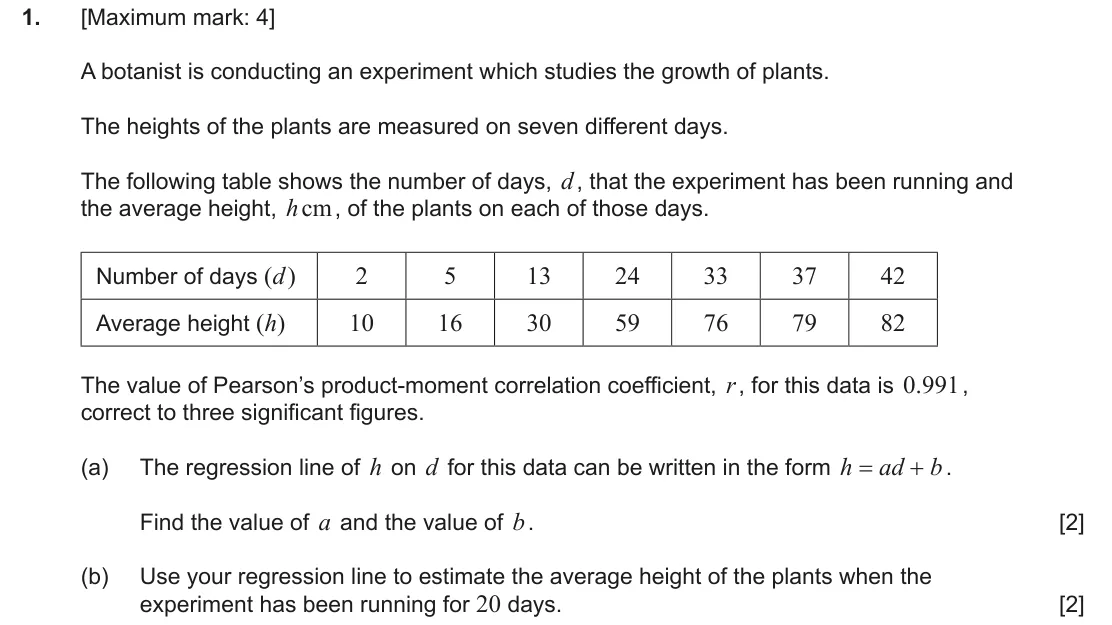 1. [Maximum mark: 4]
A botanist is conducting an experiment which studies the growth of plants.
The heights of the plants are measured on seven different days.
The following table shows the number of days, d, that the experiment has been running and
the average height, h cm, of the plants on each of those days.
Number of days (d) 2 5 13 24 33 37 42
Average height (h) 10 16 30 59 76 79 82
The value of Pearson’s product-moment correlation coefficient, r, for this data is 0.991,
correct to three significant figures.
(a) The regression line of h on d for this data can be written in the form h = ad + b.
Find the value of a and the value of b. [2]
(b) Use your regression line to estimate the average height of the plants when the
experiment has been running for 20 days. [2]